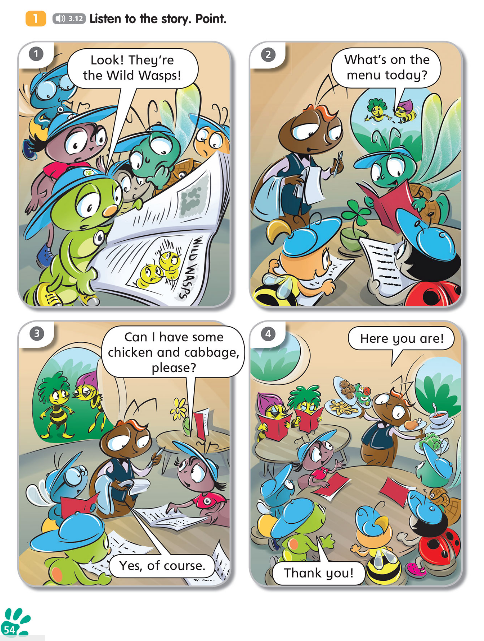 1 3.12 Listen to the story. Point.
1
Look! They're
the Wild Wasps!
WILD WASPS
2
What's on the
menu today?
3
Can I have some
chicken and cabbage,
please?
Yes, of course.
4
Here you are!
Thank you!
54